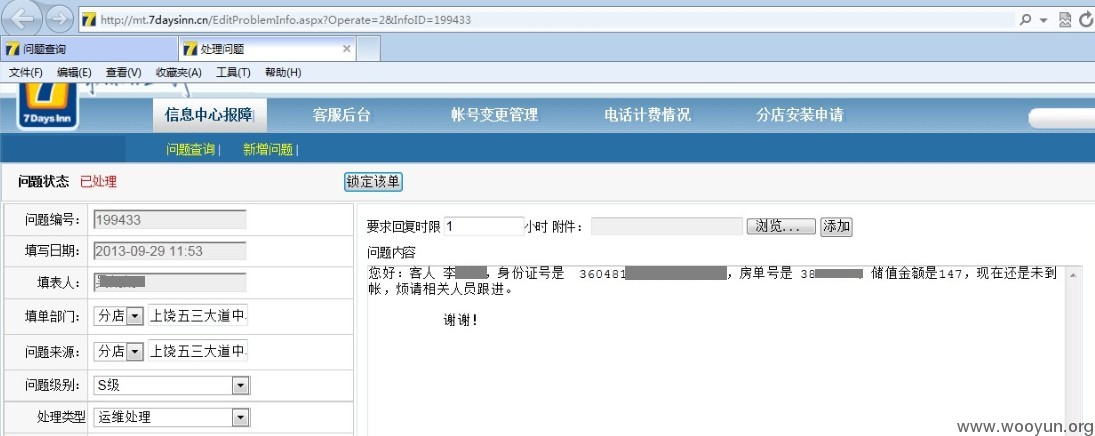 http://mt.7daysinn.cn/EditProblemInfo.aspx?Operate=2&InfoID=199433
问题查询 处理问题
文件(F) 编辑(E) 查看(V) 收藏夹(A) 工具(T) 帮助(H)
7
7DaysInn
信息中心报障| 客服后台 帐号变更管理 电话计费情况 分店安装申请
问题查询| 新增问题|
问题状态 已处理 锁定该单
问题编号： 199433
要求回复时限 1 小时 附件： 浏览... 添加
填写日期： 2013-09-29 11:53
问题内容
填表人：
您好：客人 李，身份证号是 360481，房单号是 38 储值金额是147，现在还是未到
帐，烦请相关人员跟进。
谢谢！
填单部门： 分店 上饶五三大道中
问题来源： 分店 上饶五三大道中
问题级别： S级
处理类型 运维处理
www.wooyun.org